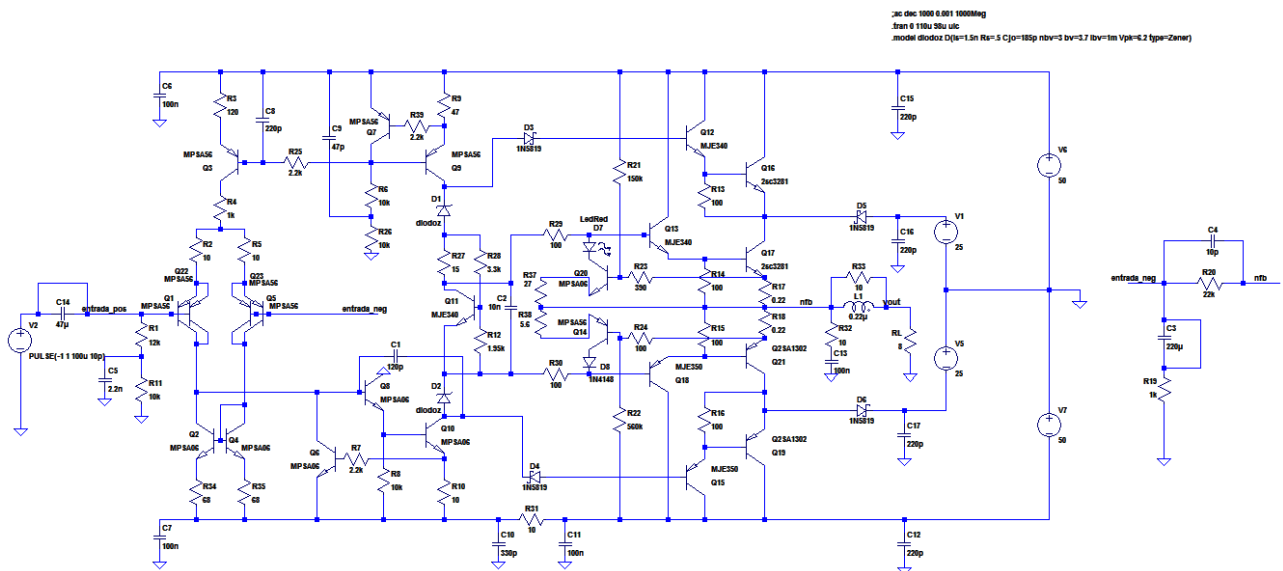 ;ac dec 1000 0.001 1000Meg
.tran 0 110u 98u uic
.model diodoz D(Is=1.5n Rs=.5 Cjo=185p nbv=3 bv=3.7 Ibv=1m Vpk=6.2 type=Zener)
C6
100n
R3
120
C8
220p
MPSA56
Q7
R39
2.2k
R9
47
C15
220p
C9
47p
MPSA56
Q3
R25
2.2k
MPSA56
Q9
D3
1N5819
Q12
MJE340
V6
50
R21
150k
Q16
2sc3281
R4
1k
R6
10k
D1
diodoz
R13
100
R2
10
R5
10
R26
10k
R27
15
R28
3.3k
R29
100
LedRed
D7
Q13
MJE340
D5
1N5819
C16
220p
V1
25
C4
10p
Q17
2sc3281
Q22
MPSA56
Q23
MPSA56
Q1
Q5
MPSA56
C14
47µ
entrada_pos
entrada_neg
V2
PULSE(-1 1 100u 10p)
R1
12k
C5
2.2n
R11
10k
Q11
MJE340
C2
10n
R37
27
R38
5.6
Q20
MPSA06
R23
390
R14
100
R17
0.22
nfb
R33
10
L1
0.22µ
vout
entrada_neg
R20
22k
nfb
R12
1.95k
MPSA56
Q14
R24
100
R15
100
R18
0.22
R32
10
C13
100n
RL
8
C3
220µ
C1
120p
D2
diodoz
R30
100
D8
1N4148
MJE350
Q18
Q2SA1302
Q21
V5
25
R19
1k
Q8
MPSA06
Q10
MPSA06
D6
1N5819
C17
220p
Q2
MPSA06
Q4
MPSA06
Q6
MPSA06
R7
2.2k
R8
10k
R22
560k
R16
100
Q2SA1302
Q19
V7
50
D4
1N5819
MJE350
Q15
R34
68
R35
68
R10
10
R31
10
C7
100n
C10
330p
C11
100n
C12
220p